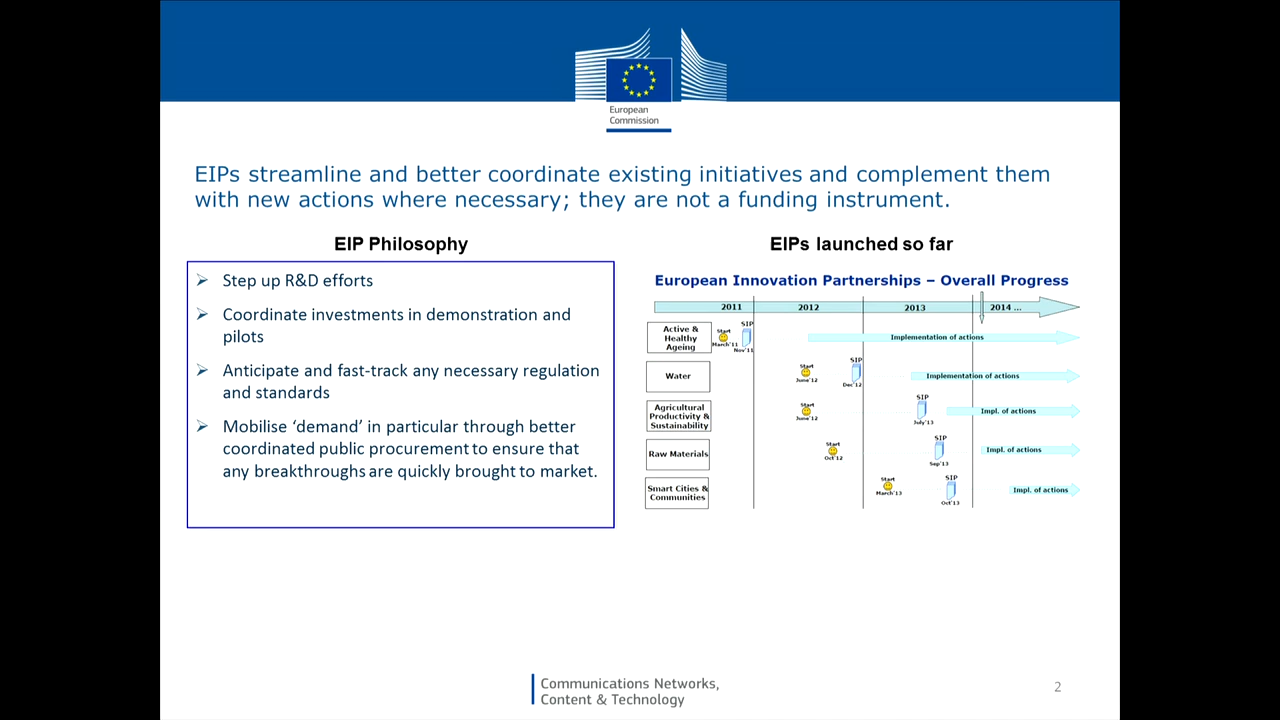 European
Commission
EIPs streamline and better coordinate existing initiatives and complement them
with new actions where necessary; they are not a funding instrument.
EIP Philosophy
Step up R&D efforts
Coordinate investments in demonstration and
pilots
Anticipate and fast-track any necessary regulation
and standards
Mobilise ‘demand’ in particular through better
coordinated public procurement to ensure that
any breakthroughs are quickly brought to market.
EIPs launched so far
European Innovation Partnerships – Overall Progress
2011 2012 2013 2014 ...
Active &
Healthy
Ageing
Start
March'11
SIP
Nov'11
Implementation of actions
Water
Start
June'12
SIP
Dec'12
Implementation of actions
Agricultural
Productivity &
Sustainability
Start
June'12
SIP
July'13
Impl. of actions
Raw Materials
Start
Oct'12
SIP
Sep'13
Impl. of actions
Smart Cities &
Communities
Start
March'13
SIP
Oct'13
Impl. of actions
Communications Networks,
Content & Technology
2